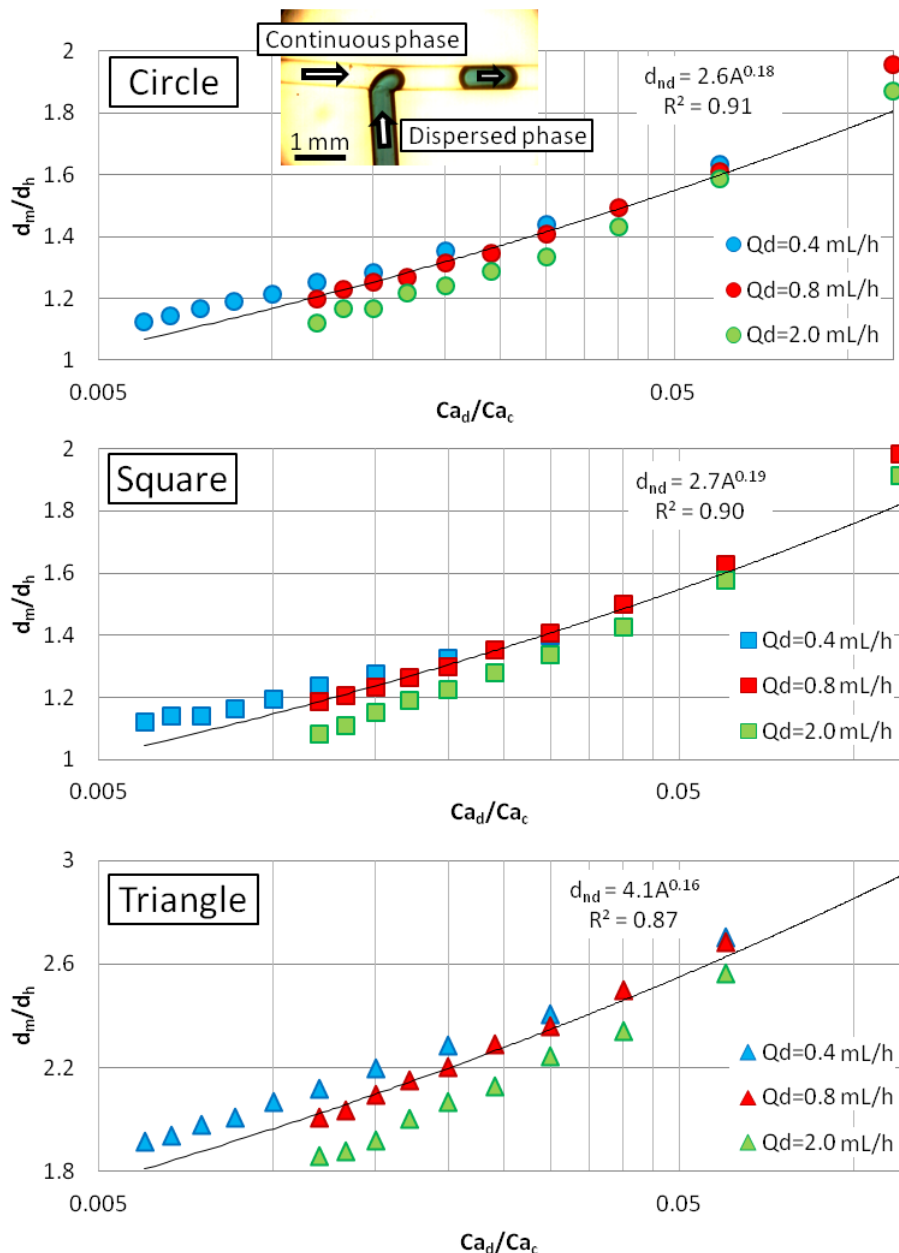 Circle
Continuous phase
Dispersed phase
1 mm
d_nd = 2.6A^0.18
R² = 0.91
2
1.8
1.6
1.4
1.2
1
d_m/d_h
Qd=0.4 mL/h
Qd=0.8 mL/h
Qd=2.0 mL/h
0.005
0.05
Ca_d/Ca_c
Square
d_nd = 2.7A^0.19
R² = 0.90
2
1.8
1.6
1.4
1.2
1
d_m/d_h
Qd=0.4 mL/h
Qd=0.8 mL/h
Qd=2.0 mL/h
0.005
0.05
Ca_d/Ca_c
Triangle
d_nd = 4.1A^0.16
R² = 0.87
3
2.6
2.2
1.8
d_m/d_h
Qd=0.4 mL/h
Qd=0.8 mL/h
Qd=2.0 mL/h
0.005
0.05
Ca_d/Ca_c